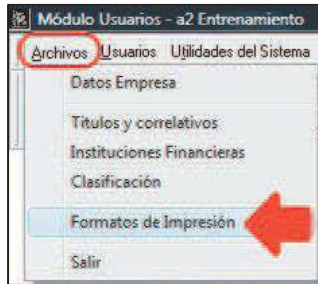 Módulo Usuarios - a2 Entrenamiento
Archivos Usuarios Utilidades del Sistema
Datos Empresa
Titulos y correlativos
Instituciones Financieras
Clasificación
Formatos de Impresión
Salir